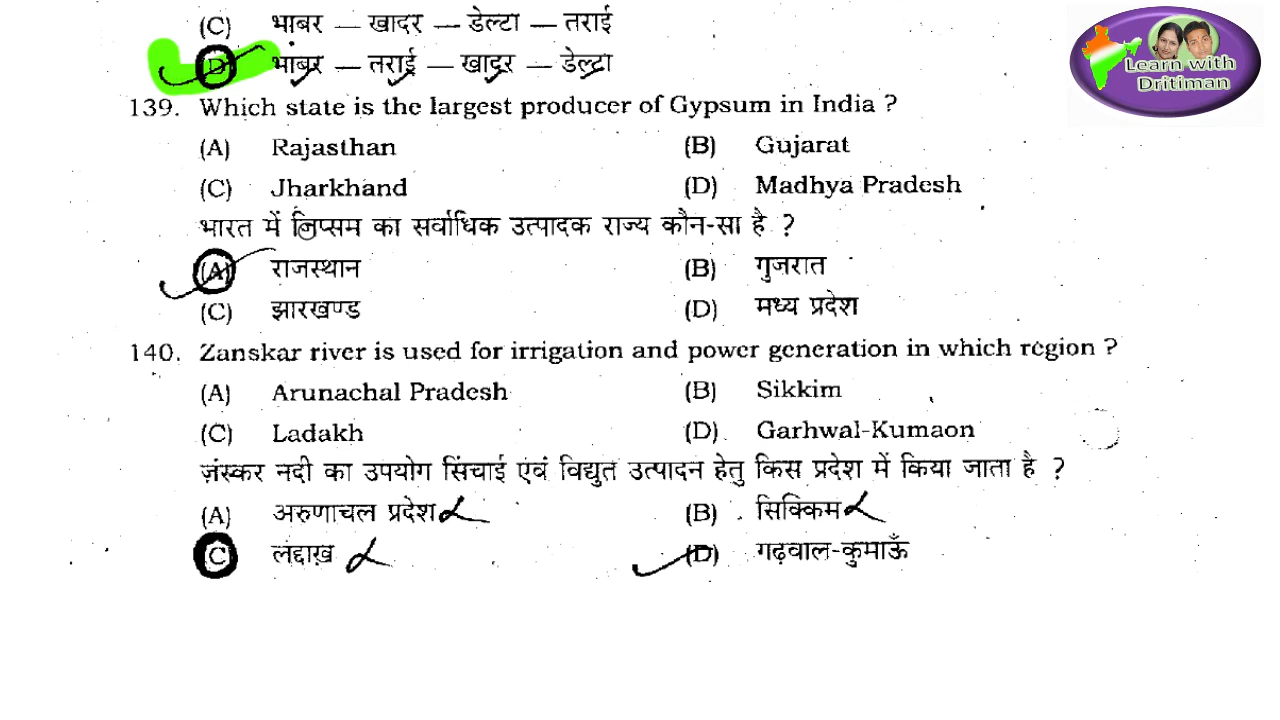 (C) भाबर — खादर — डेल्टा — तराई
(D) भाबर — तराई — खादर — डेल्टा
139. Which state is the largest producer of Gypsum in India ?
(A) Rajasthan (B) Gujarat
(C) Jharkhand (D) Madhya Pradesh
भारत में जिप्सम का सर्वाधिक उत्पादक राज्य कौन-सा है ?
(A) राजस्थान (B) गुजरात
(C) झारखण्ड (D) मध्य प्रदेश
140. Zanskar river is used for irrigation and power generation in which region ?
(A) Arunachal Pradesh (B) Sikkim
(C) Ladakh (D) Garhwal-Kumaon
ज़ंस्कर नदी का उपयोग सिंचाई एवं विद्युत उत्पादन हेतु किस प्रदेश में किया जाता है ?
(A) अरुणाचल प्रदेश (B) सिक्किम
(C) लद्दाख़ (D) गढ़वाल-कुमाऊँ
Learn with
Dritiman